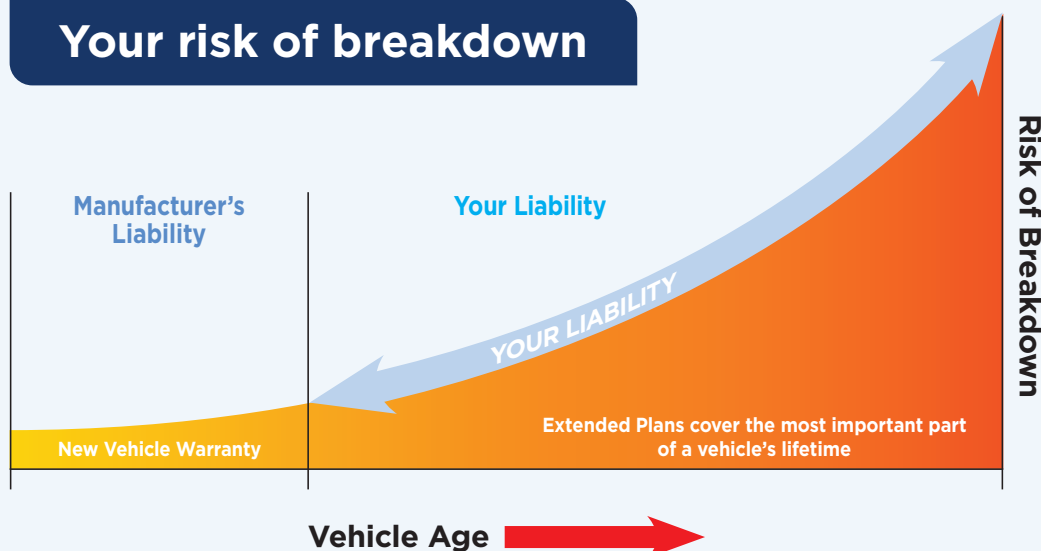 Your risk of breakdown
Manufacturer's
Liability
Your Liability
YOUR LIABILITY
Risk of Breakdown
New Vehicle Warranty
Extended Plans cover the most important part
of a vehicle's lifetime
Vehicle Age